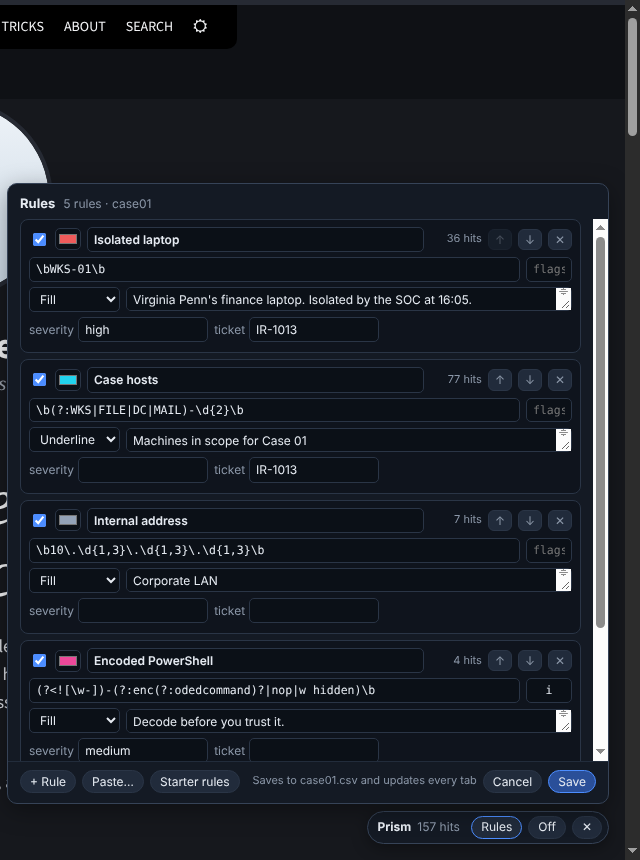 TRICKS ABOUT SEARCH
Rules 5 rules · case01
Isolated laptop 36 hits ↑ ↓ ×
\bWKS-01\b flags
Fill Virginia Penn's finance laptop. Isolated by the SOC at 16:05.
severity high ticket IR-1013
Case hosts 77 hits ↑ ↓ ×
\b(?:WKS|FILE|DC|MAIL)-\d{2}\b flags
Underline Machines in scope for Case 01
severity ticket IR-1013
Internal address 7 hits ↑ ↓ ×
\b10\.\d{1,3}\.\d{1,3}\.\d{1,3}\b flags
Fill Corporate LAN
severity ticket
Encoded PowerShell 4 hits ↑ ↓ ×
(?<![\w-])-(?:enc(?:odedcommand)?|nop|w hidden)\b i
Fill Decode before you trust it.
severity medium ticket
+ Rule Paste... Starter rules Saves to case01.csv and updates every tab Cancel Save
Prism 157 hits Rules Off ×